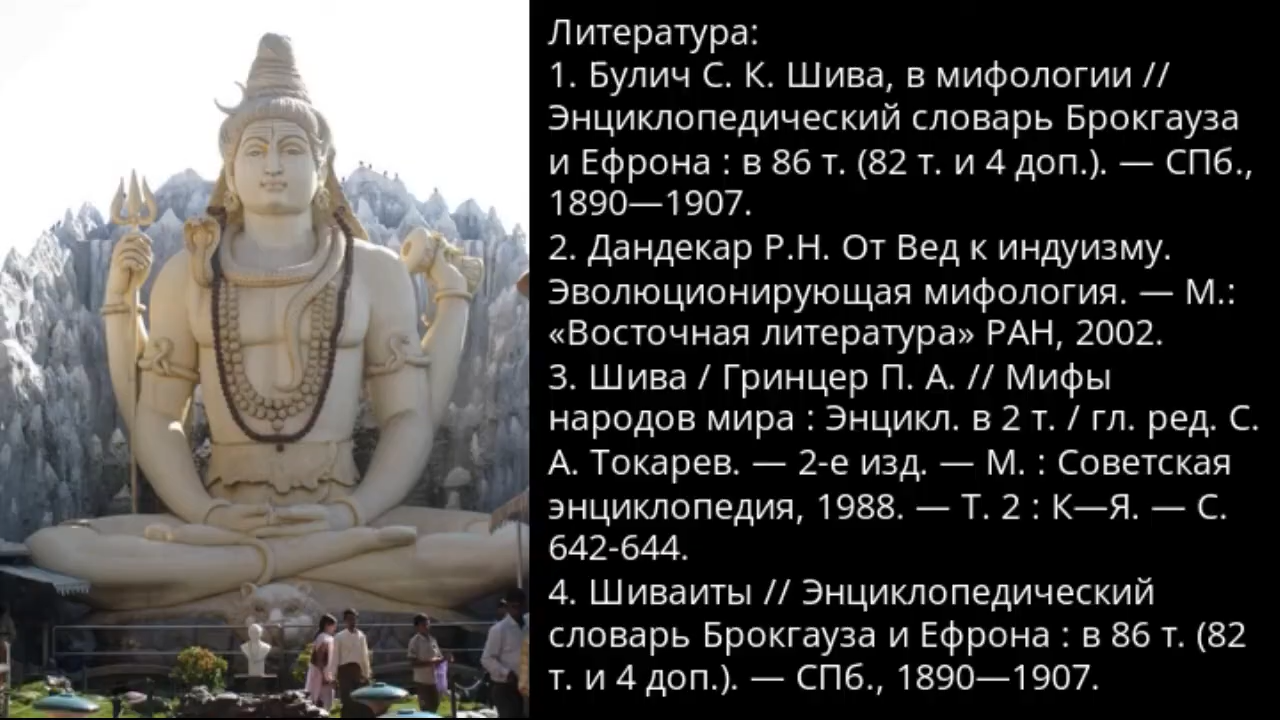 Литература:
1. Булич С. К. Шива, в мифологии //
Энциклопедический словарь Брокгауза
и Ефрона : в 86 т. (82 т. и 4 доп.). — СПб.,
1890—1907.
2. Дандекар Р.Н. От Вед к индуизму.
Эволюционирующая мифология. — М.:
«Восточная литература» РАН, 2002.
3. Шива / Гринцер П. А. // Мифы
народов мира : Энцикл. в 2 т. / гл. ред. С.
А. Токарев. — 2-е изд. — М. : Советская
энциклопедия, 1988. — Т. 2 : К—Я. — С.
642-644.
4. Шиваиты // Энциклопедический
словарь Брокгауза и Ефрона : в 86 т. (82
т. и 4 доп.). — СПб., 1890—1907.